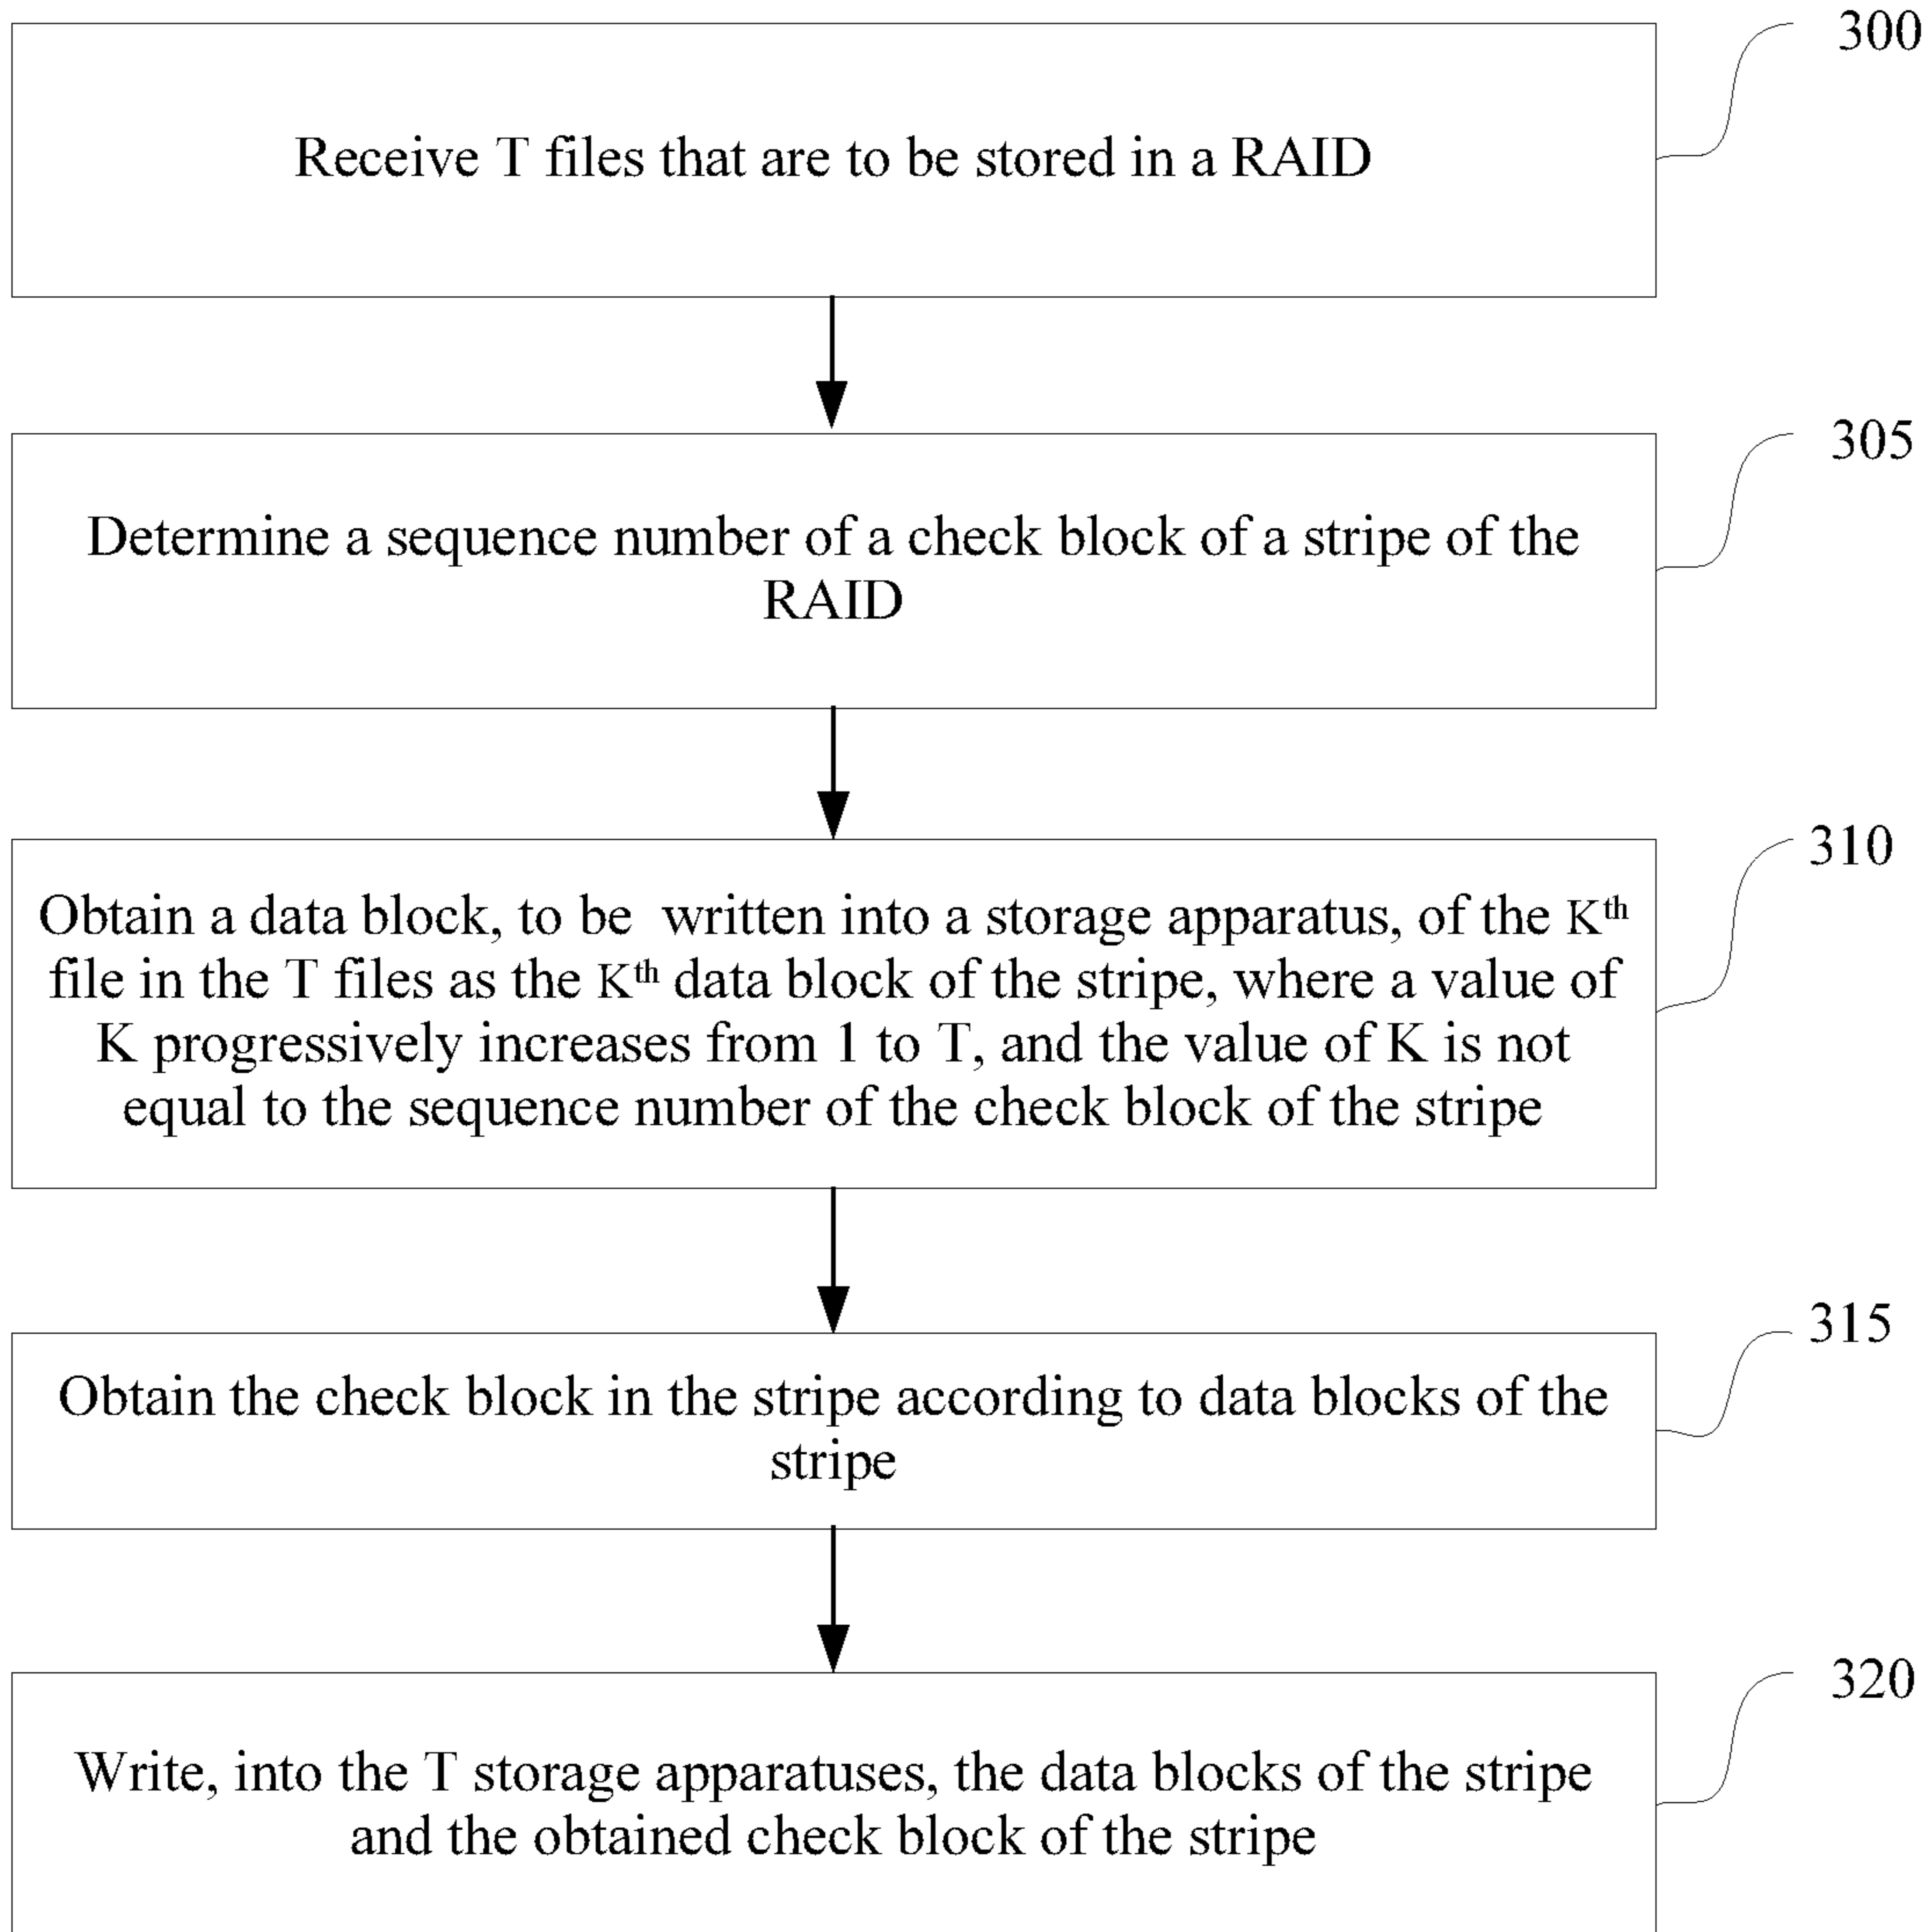 300
Receive T files that are to be stored in a RAID
305
Determine a sequence number of a check block of a stripe of the
RAID
310
Obtain a data block, to be written into a storage apparatus, of the Kth
file in the T files as the Kth data block of the stripe, where a value of
K progressively increases from 1 to T, and the value of K is not
equal to the sequence number of the check block of the stripe
315
Obtain the check block in the stripe according to data blocks of the
stripe
320
Write, into the T storage apparatuses, the data blocks of the stripe
and the obtained check block of the stripe